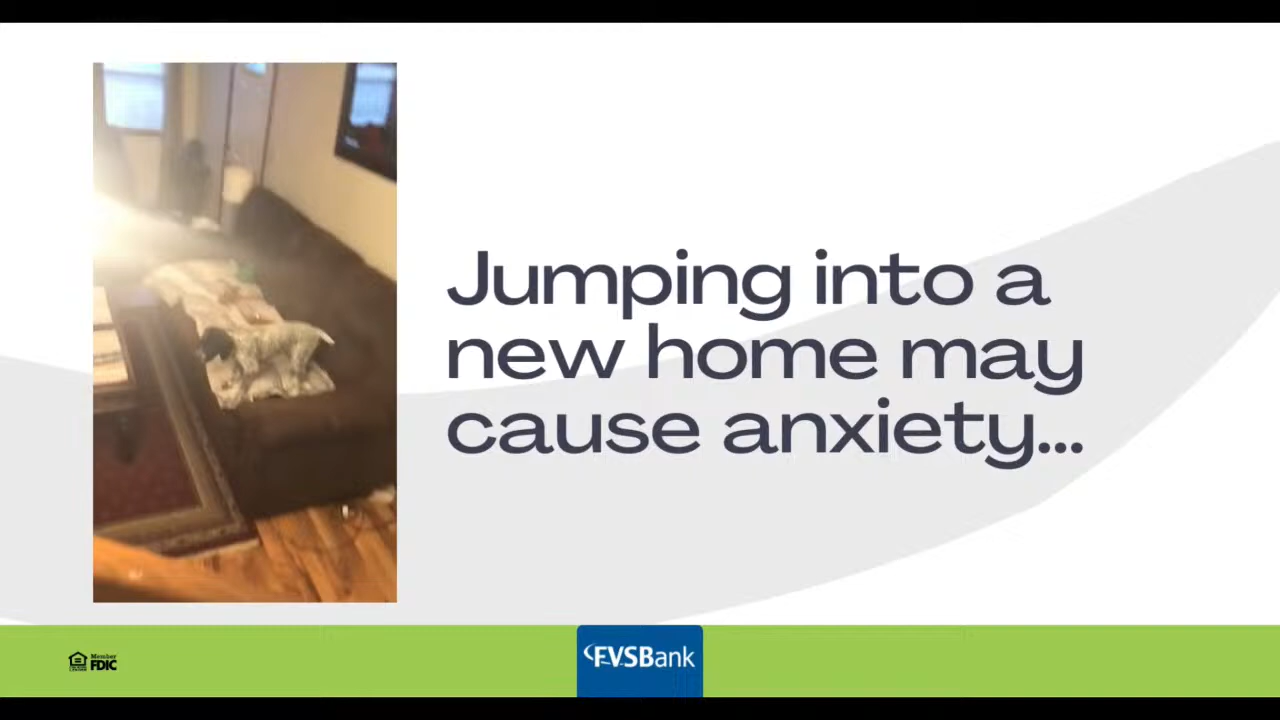 Jumping into a
new home may
cause anxiety...
Member
FDIC
FVSBank